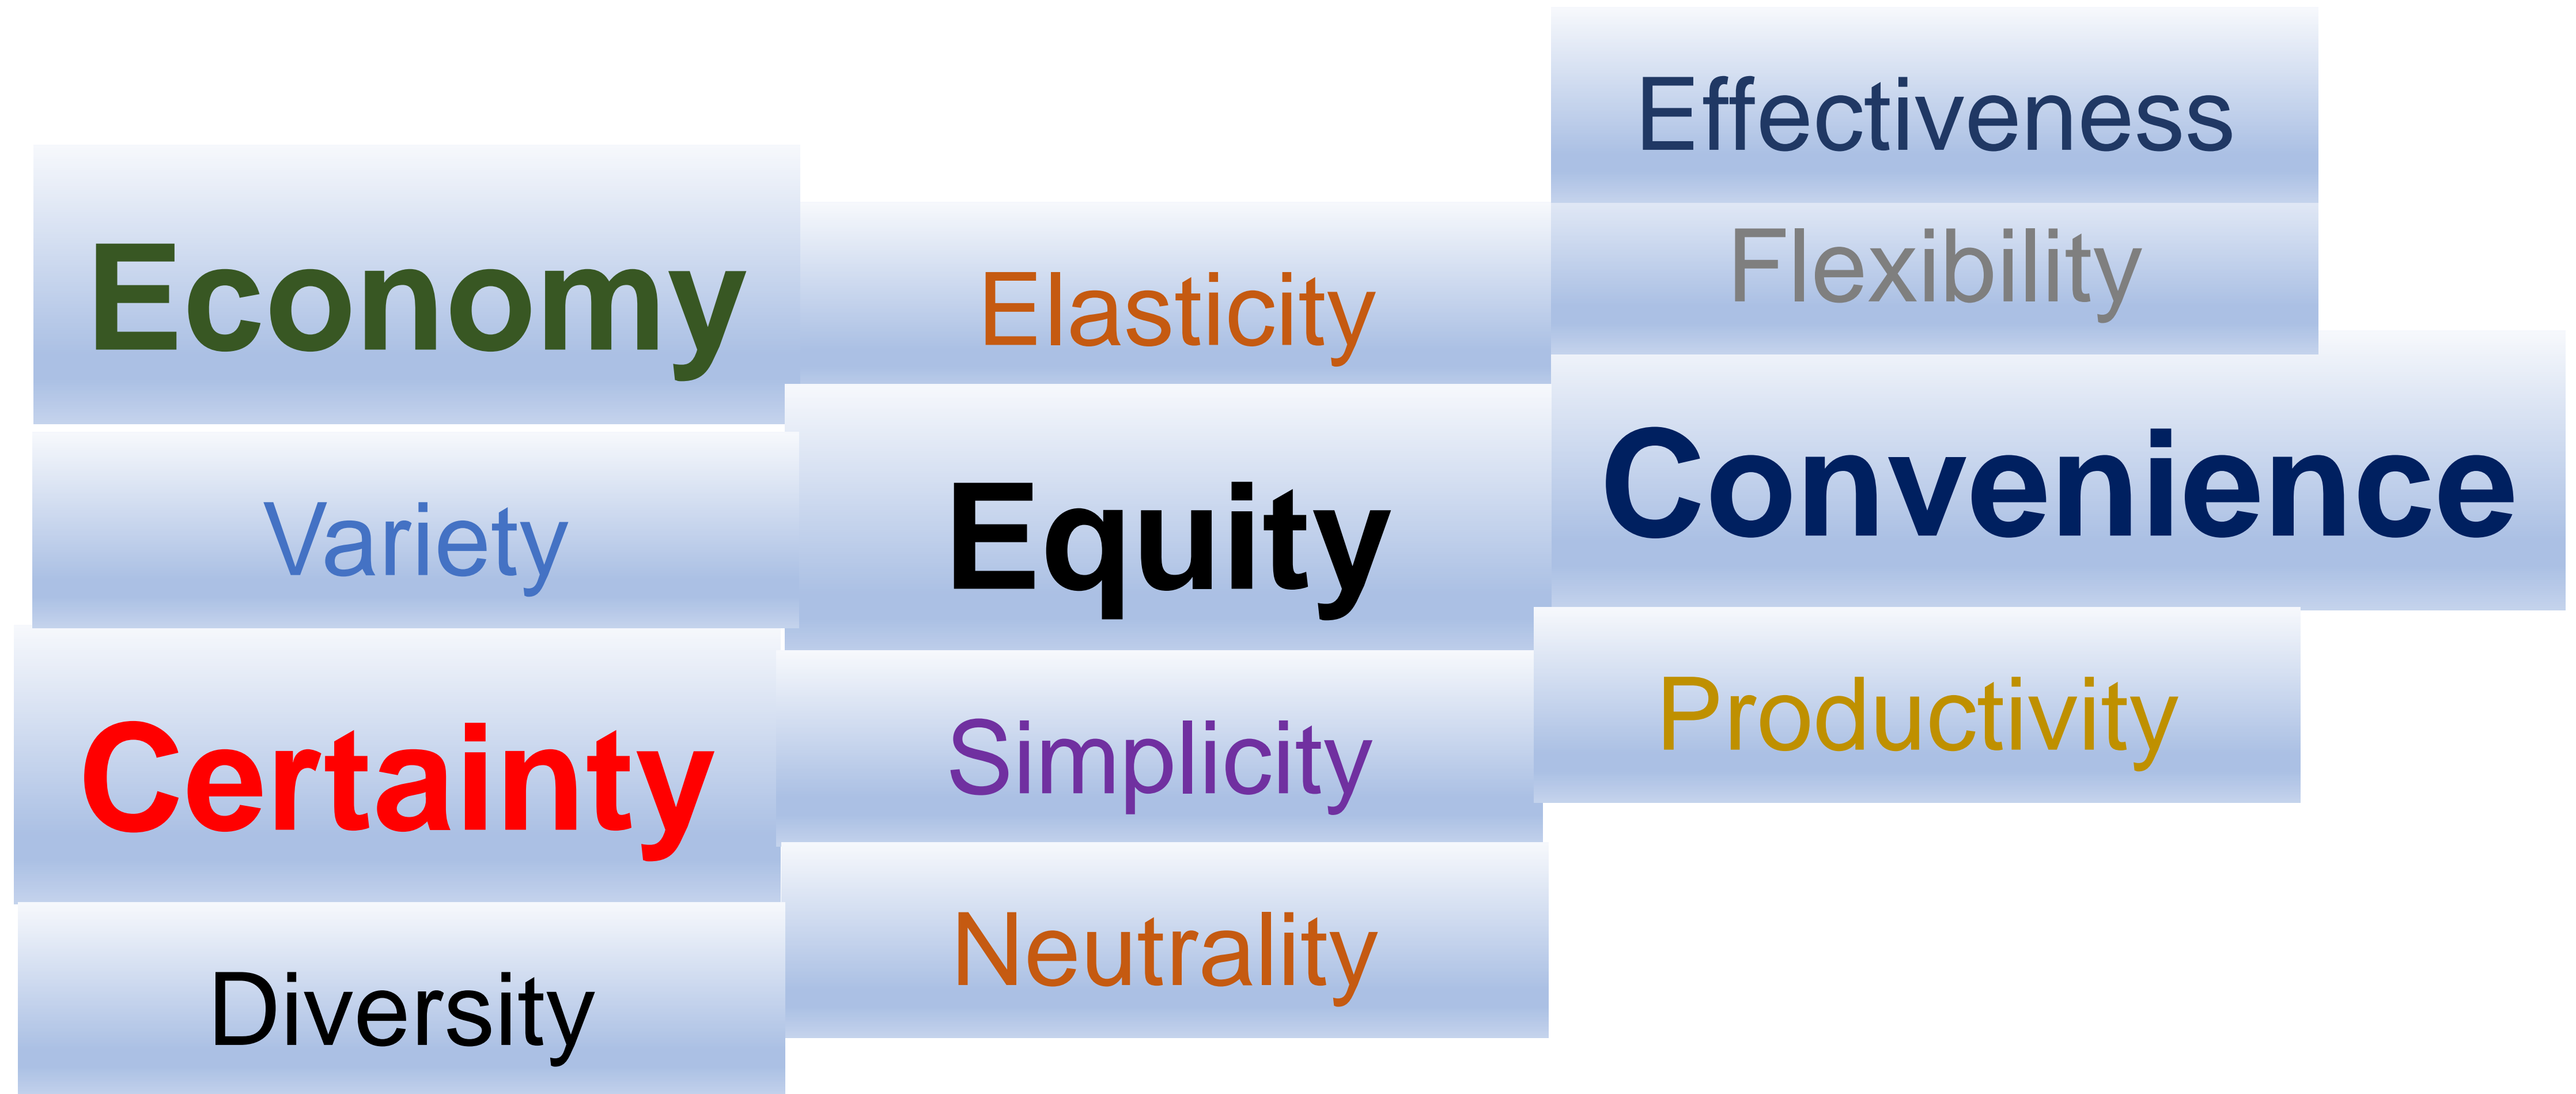 Economy
Variety
Certainty
Diversity
Elasticity
Equity
Simplicity
Neutrality
Effectiveness
Flexibility
Convenience
Productivity